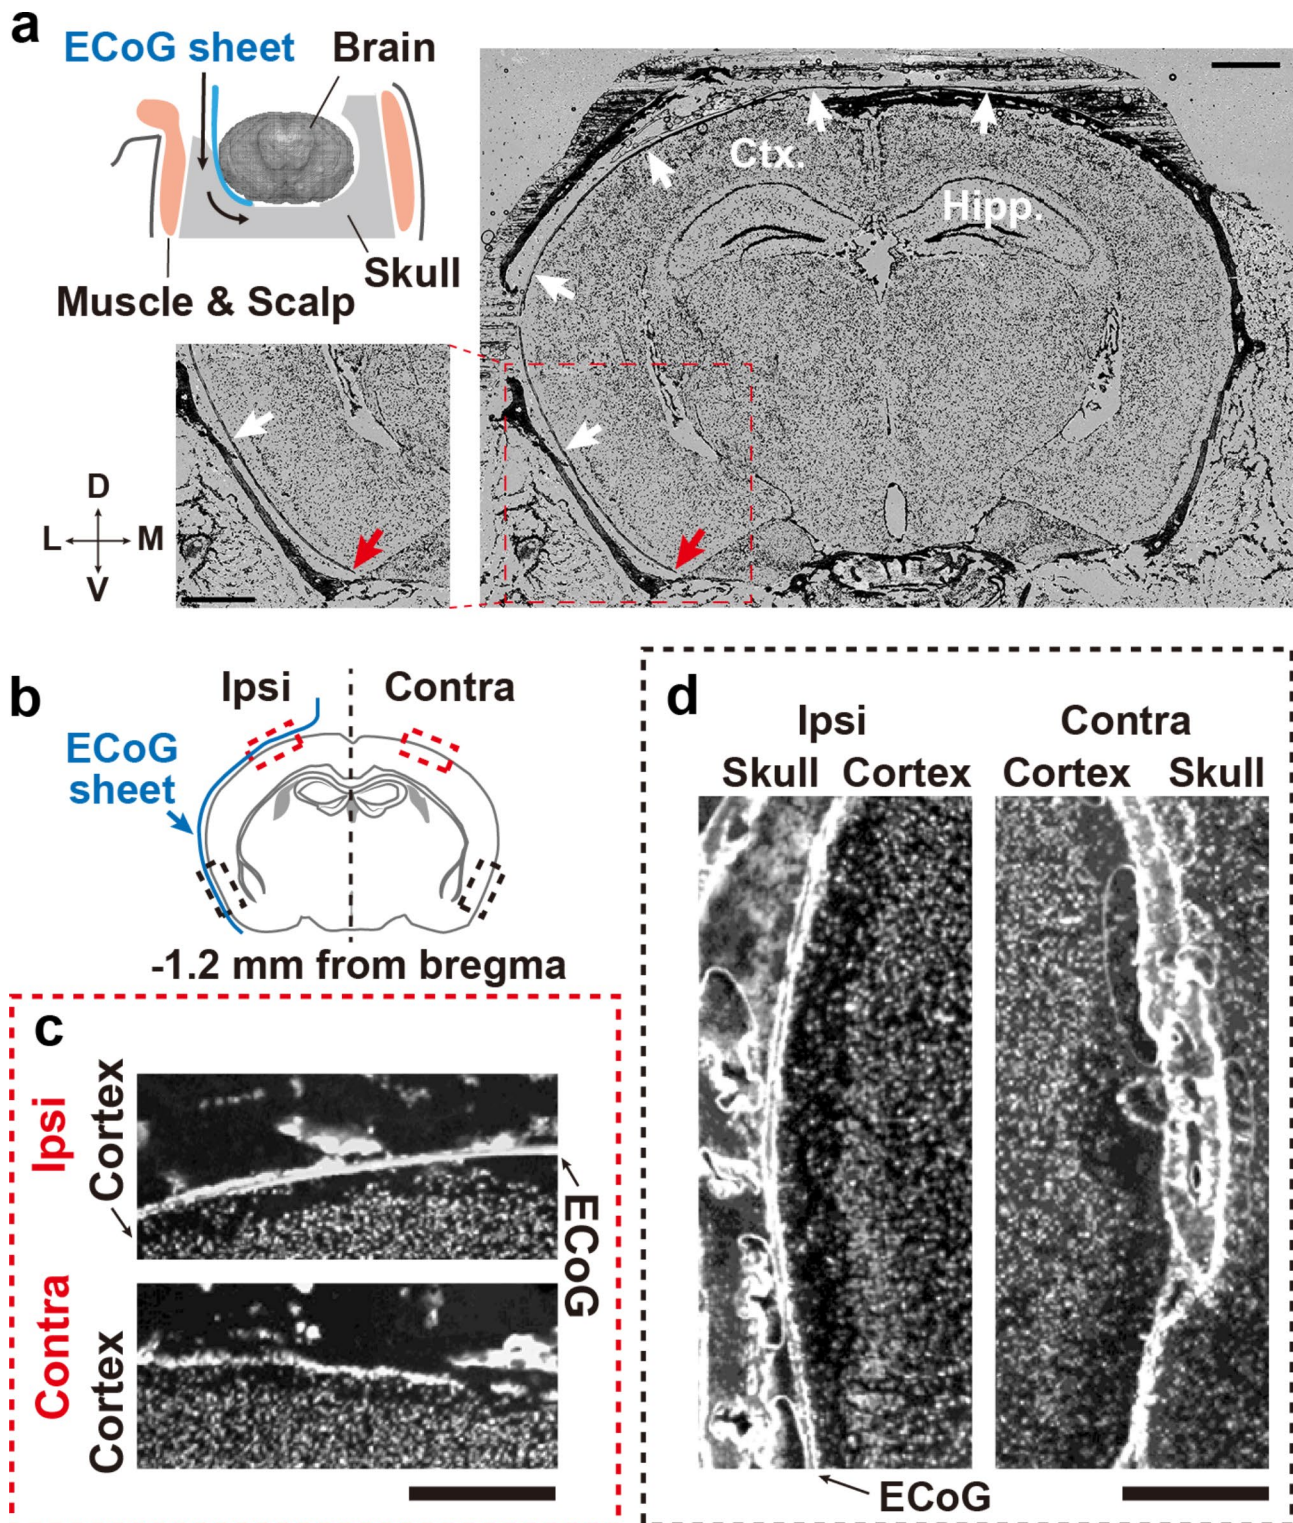 a
ECoG sheet
Brain
Skull
Muscle & Scalp
Ctx.
Hipp.
D
L
M
V
b
Ipsi
Contra
ECoG
sheet
-1.2 mm from bregma
c
Ipsi
Cortex
ECoG
Contra
Cortex
d
Ipsi
Contra
Skull
Cortex
Cortex
Skull
ECoG